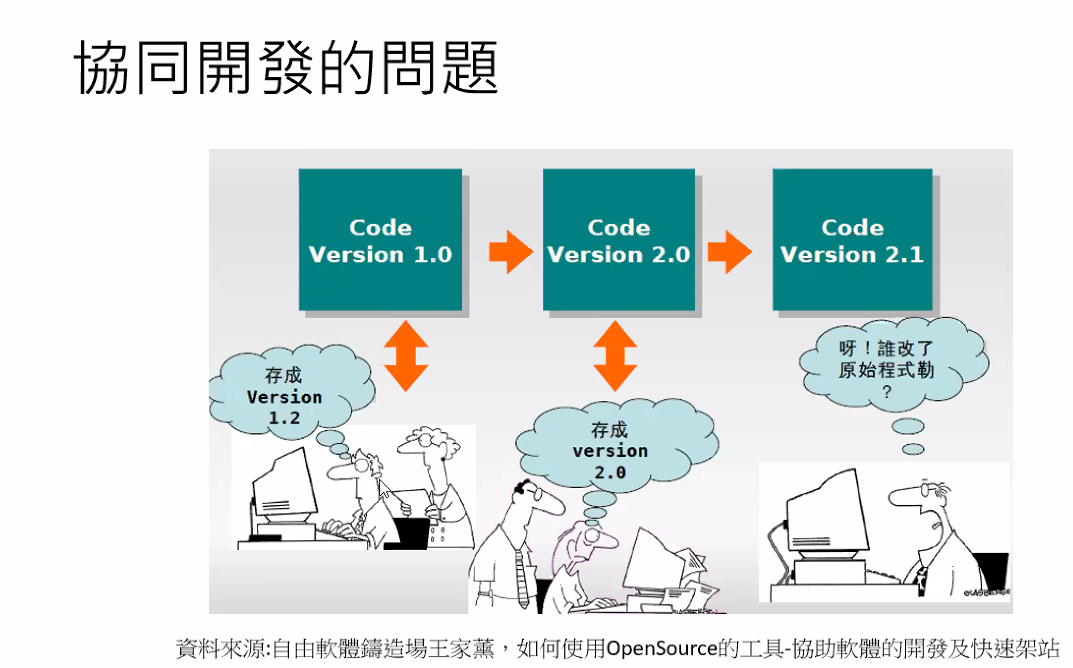 協同開發的問題
Code
Version 1.0
Code
Version 2.0
Code
Version 2.1
存成
Version
1.2
存成
version
2.0
呀！誰改了
原始程式勒
？
資料來源:自由軟體鑄造場王家薰，如何使用OpenSource的工具-協助軟體的開發及快速架站